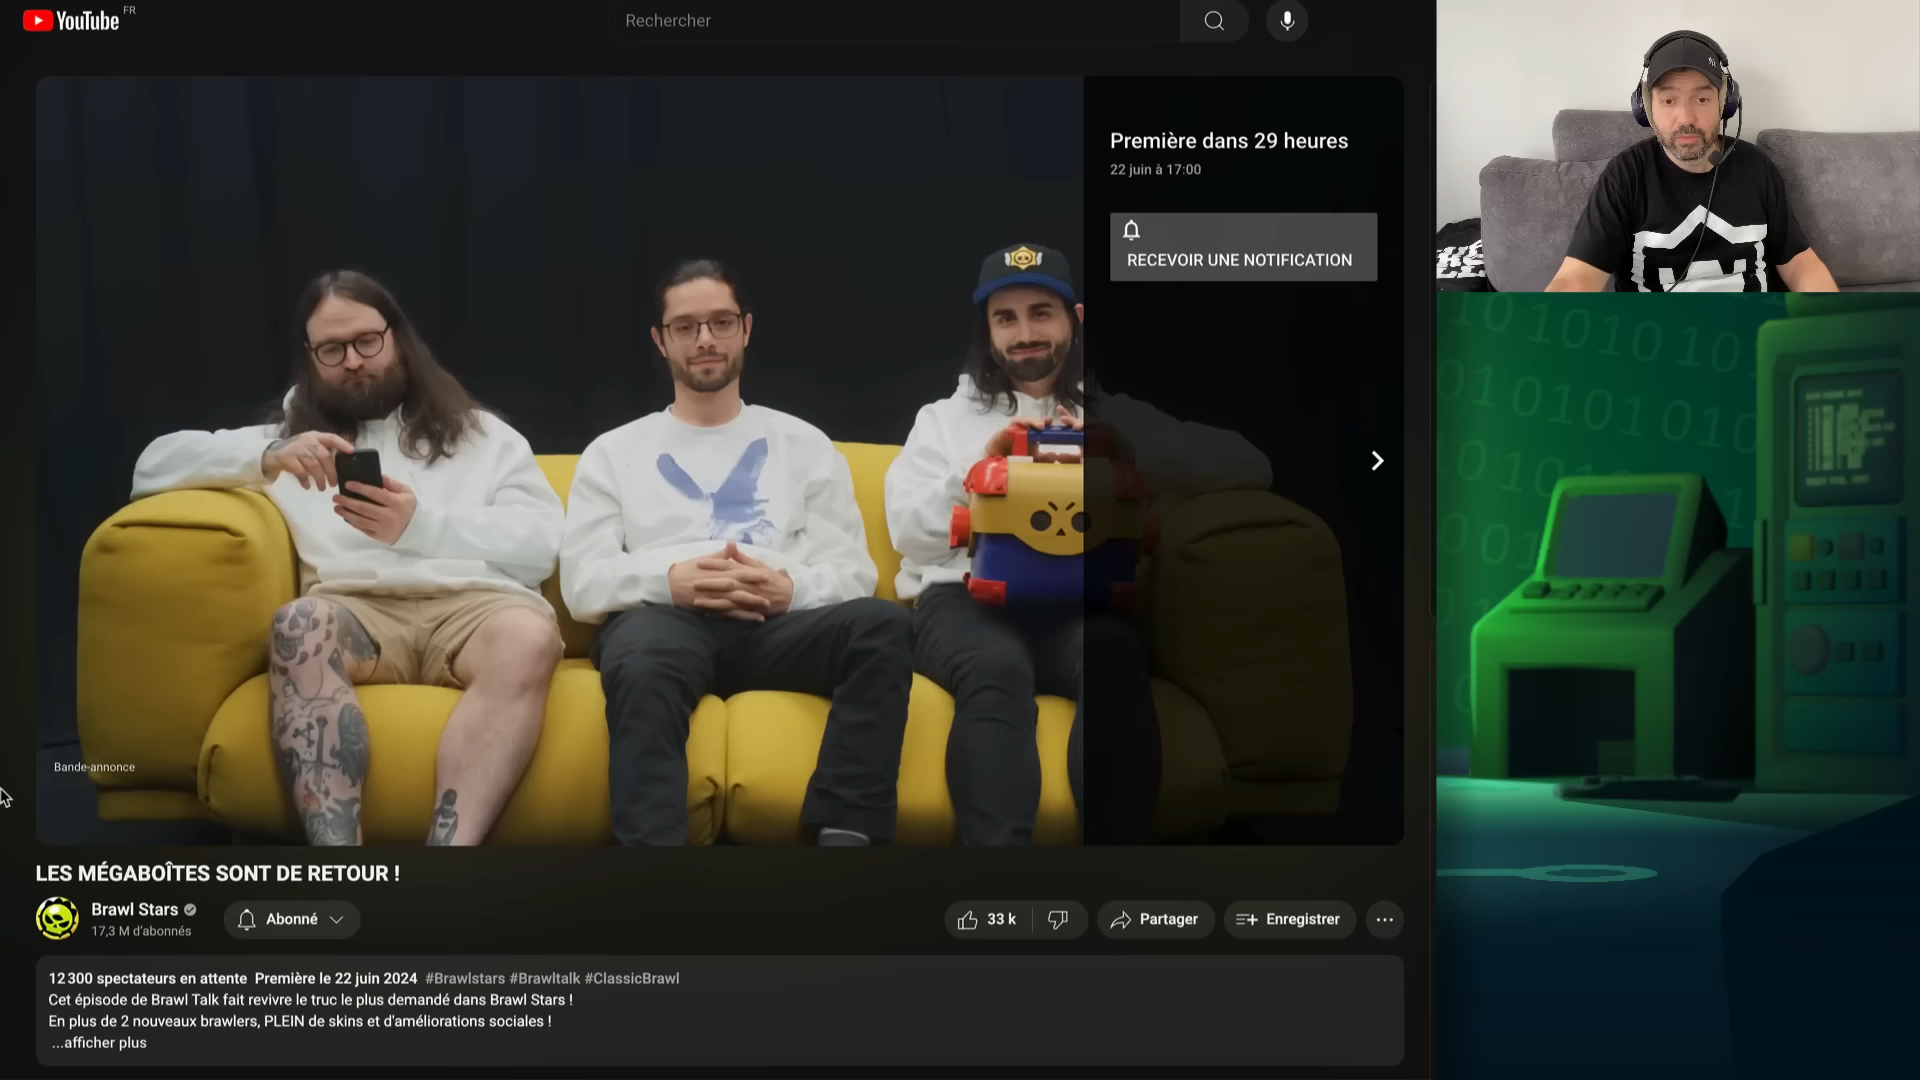 YouTube FR
Rechercher
Première dans 29 heures
22 juin à 17:00
RECEVOIR UNE NOTIFICATION
Bande-annonce
LES MÉGABOÎTES SONT DE RETOUR !
Brawl Stars
17,3 M d'abonnés
Abonné
33 k
Partager
Enregistrer
12 300 spectateurs en attente Première le 22 juin 2024 #Brawlstars #Brawltalk #ClassicBrawl
Cet épisode de Brawl Talk fait revivre le truc le plus demandé dans Brawl Stars !
En plus de 2 nouveaux brawlers, PLEIN de skins et d'améliorations sociales !
...afficher plus